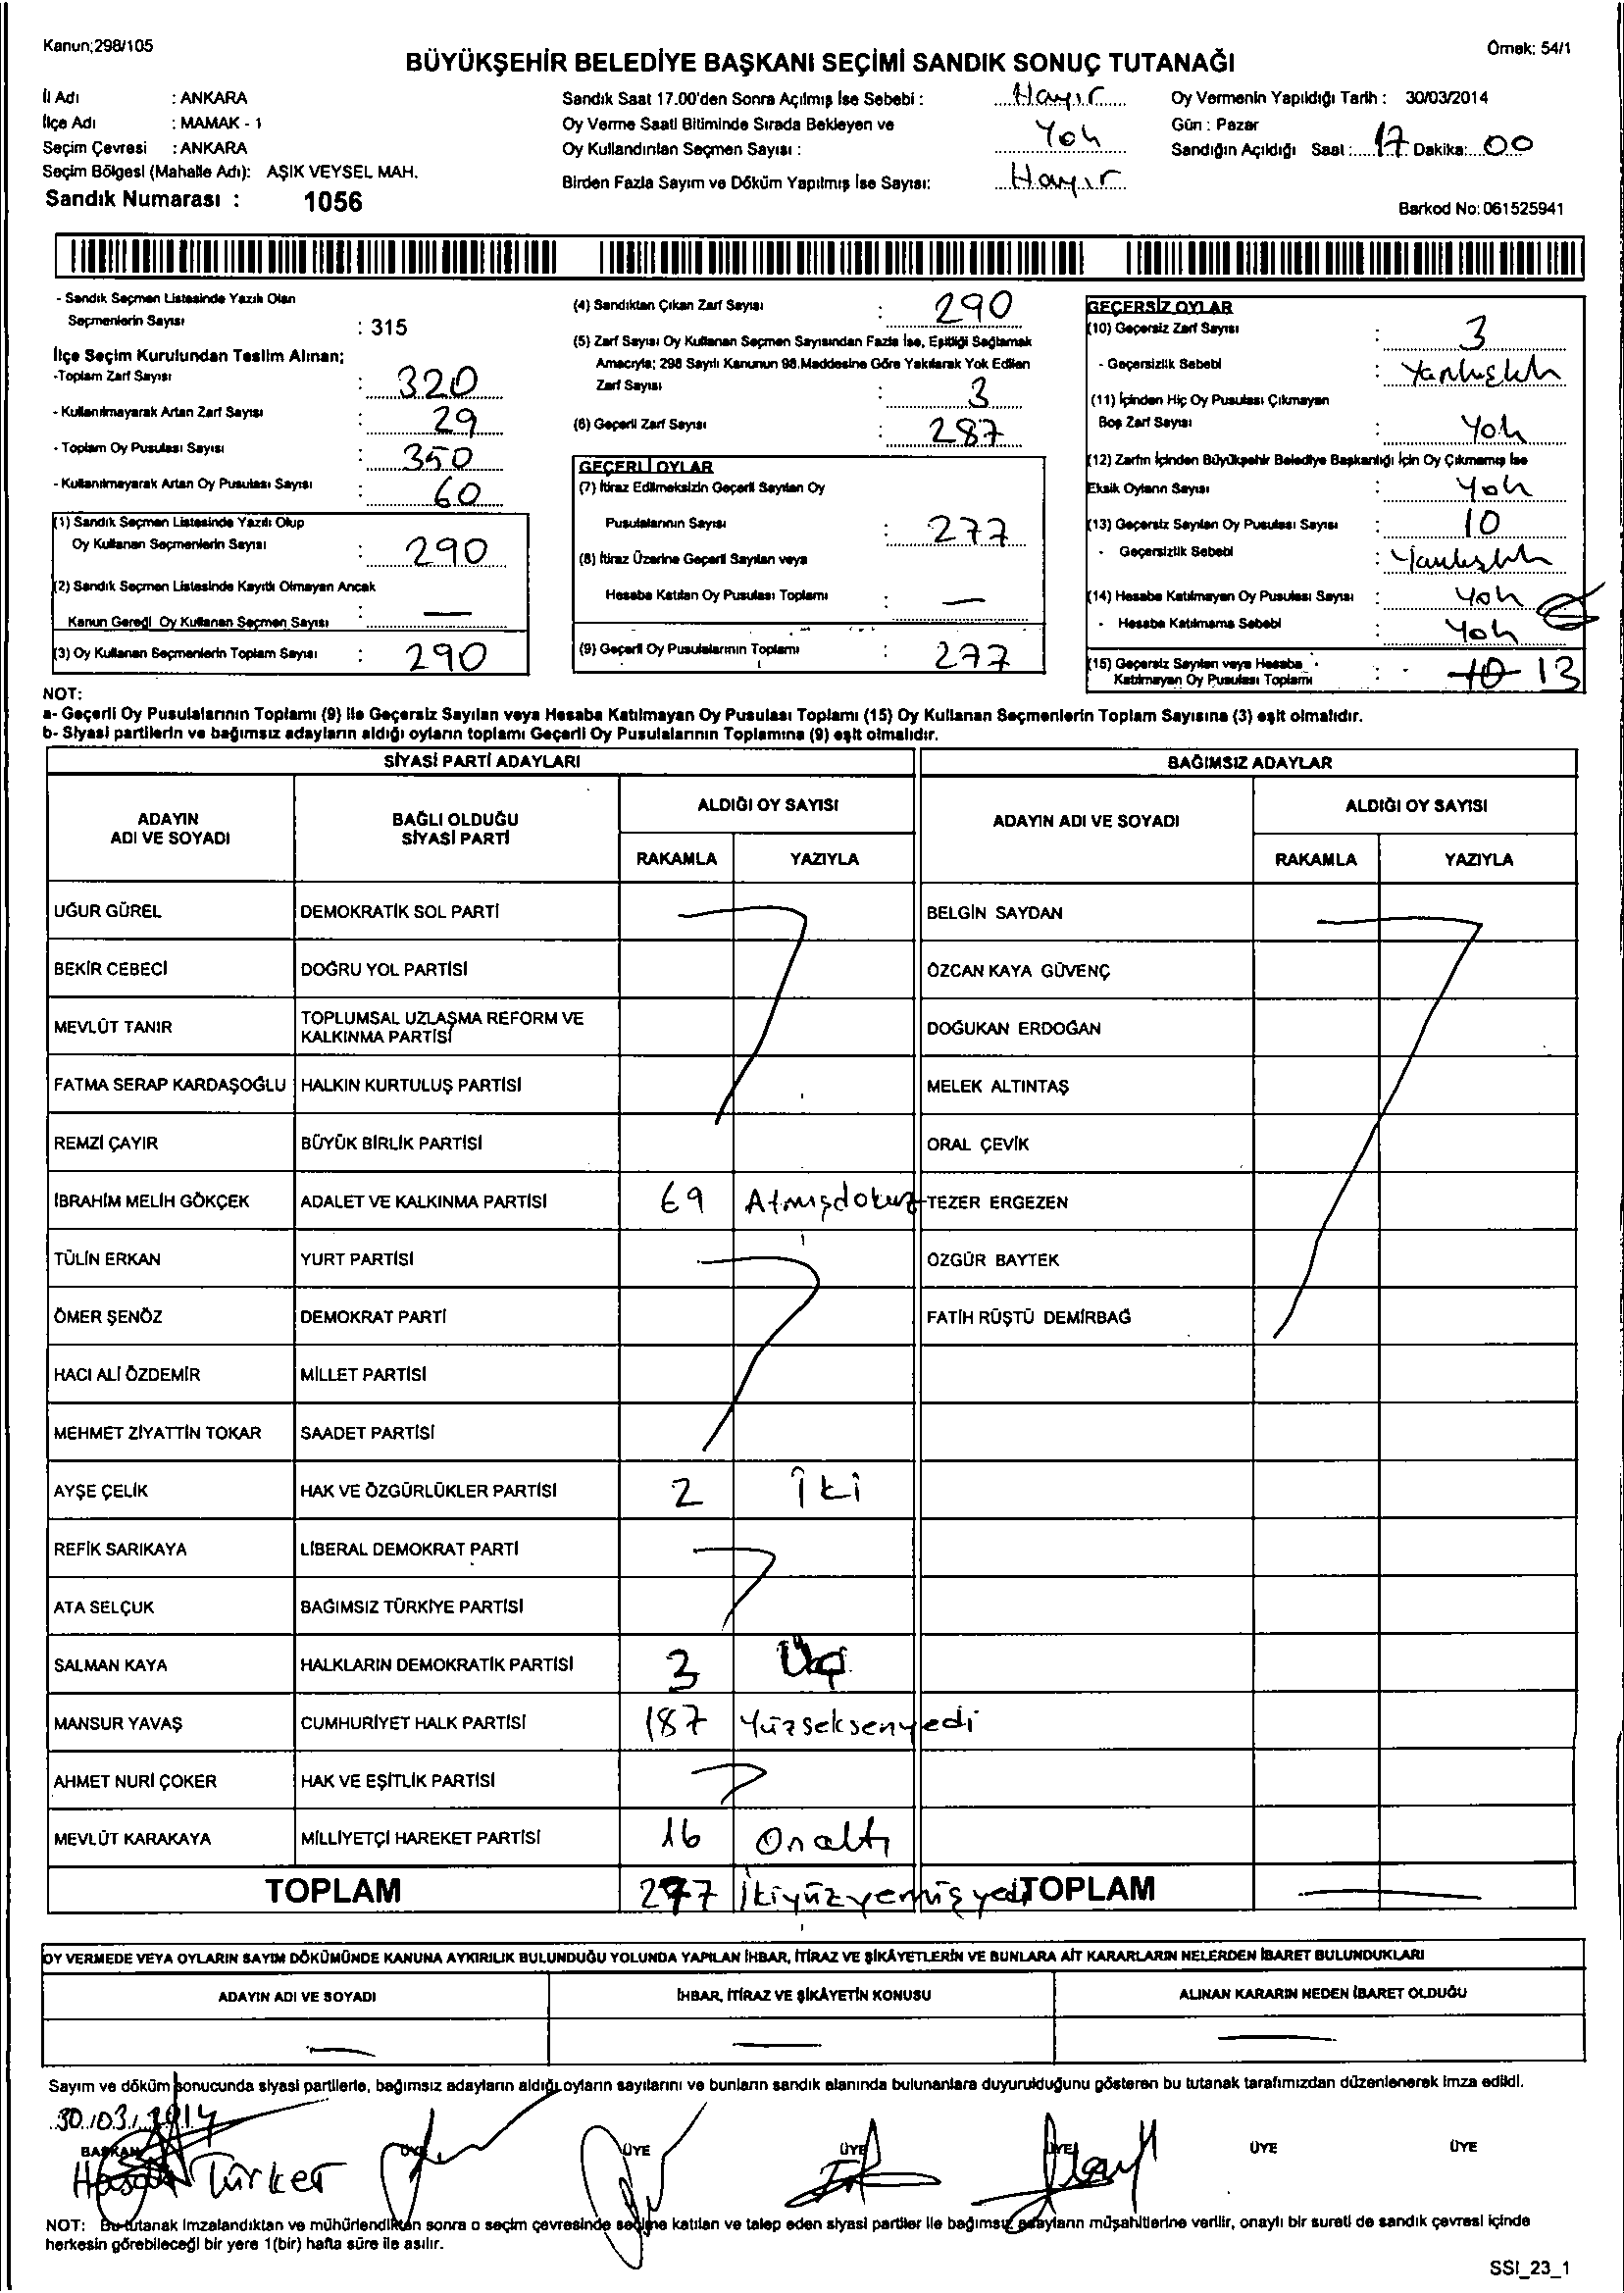 Kanun;298/105
Örnek: 54/1
BÜYÜKŞEHİR BELEDİYE BAŞKANI SEÇİMİ SANDIK SONUÇ TUTANAĞI
İl Adı : ANKARA
İlçe Adı : MAMAK - 1
Seçim Çevresi : ANKARA
Seçim Bölgesi (Mahalle Adı): AŞIK VEYSEL MAH.
Sandık Numarası : 1056
Sandık Saat 17.00'den Sonra Açılmış İse Sebebi : Hayır
Oy Verme Saati Bitiminde Sırada Bekleyen ve
Oy Kullandırılan Seçmen Sayısı : Yok
Birden Fazla Sayım ve Döküm Yapılmış İse Sayısı: Hayır
Oy Vermenin Yapıldığı Tarih : 30/03/2014
Gün : Pazar
Sandığın Açıldığı Saat :.....17. Dakika:....00
Barkod No: 061525941
- Sandık Seçmen Listesinde Yazılı Olan
Seçmenlerin Sayısı : 315
İlçe Seçim Kurulundan Teslim Alınan;
-Toplam Zarf Sayısı : 320
- Kullanılmayarak Artan Zarf Sayısı : 29
- Toplam Oy Pusulası Sayısı : 350
- Kullanılmayarak Artan Oy Pusulası Sayısı : 60
(1) Sandık Seçmen Listesinde Yazılı Olup
Oy Kullanan Seçmenlerin Sayısı : 290
(2) Sandık Seçmen Listesinde Kayıtlı Olmayan Ancak
Kanun Gereği Oy Kullanan Seçmen Sayısı : —
(3) Oy Kullanan Seçmenlerin Toplam Sayısı : 290
(4) Sandıktan Çıkan Zarf Sayısı : 290
(5) Zarf Sayısı Oy Kullanan Seçmen Sayısından Fazla İse, Eşitliği Sağlamak
Amacıyla; 298 Sayılı Kanunun 98.Maddesine Göre Yakılarak Yok Edilen
Zarf Sayısı : 3
(6) Geçerli Zarf Sayısı : 287
GEÇERLİ OYLAR
(7) İtiraz Edilmeksizin Geçerli Sayılan Oy
Pusulalarının Sayısı : 277
(8) İtiraz Üzerine Geçerli Sayılan veya
Hesaba Katılan Oy Pusulası Toplamı : —
(9) Geçerli Oy Pusulalarının Toplamı : 277
GEÇERSİZ OYLAR
(10) Geçersiz Zarf Sayısı : 3
- Geçersizlik Sebebi : Yanlışlık
(11) İçinden Hiç Oy Pusulası Çıkmayan
Boş Zarf Sayısı : Yok
(12) Zarfın İçinden Büyükşehir Belediye Başkanlığı İçin Oy Çıkmamış İse
Eksik Oyların Sayısı : Yok
(13) Geçersiz Sayılan Oy Pusulası Sayısı : 10
- Geçersizlik Sebebi : Yanlışlık
(14) Hesaba Katılmayan Oy Pusulası Sayısı : Yok
- Hesaba Katılmama Sebebi : Yok
(15) Geçersiz Sayılan veya Hesaba
Katılmayan Oy Pusulası Toplamı : 10 13
NOT:
a- Geçerli Oy Pusulalarının Toplamı (9) ile Geçersiz Sayılan veya Hesaba Katılmayan Oy Pusulası Toplamı (15) Oy Kullanan Seçmenlerin Toplam Sayısına (3) eşit olmalıdır.
b- Siyasi partilerin ve bağımsız adayların aldığı oyların toplamı Geçerli Oy Pusulalarının Toplamına (9) eşit olmalıdır.
SİYASİ PARTİ ADAYLARI
BAĞIMSIZ ADAYLAR
ADAYIN ADI VE SOYADI
BAĞLI OLDUĞU SİYASİ PARTİ
ALDIĞI OY SAYISI
RAKAMLA YAZIYLA
ADAYIN ADI VE SOYADI
ALDIĞI OY SAYISI
RAKAMLA YAZIYLA
UĞUR GÜREL DEMOKRATİK SOL PARTİ BELGİN SAYDAN
BEKİR CEBECİ DOĞRU YOL PARTİSİ ÖZCAN KAYA GÜVENÇ
MEVLÜT TANIR TOPLUMSAL UZLAŞMA REFORM VE KALKINMA PARTİSİ DOĞUKAN ERDOĞAN
FATMA SERAP KARDAŞOĞLU HALKIN KURTULUŞ PARTİSİ MELEK ALTINTAŞ
REMZİ ÇAYIR BÜYÜK BİRLİK PARTİSİ ORAL ÇEVİK
İBRAHİM MELİH GÖKÇEK ADALET VE KALKINMA PARTİSİ 69 Atmışdokuz TEZER ERGEZEN
TÜLİN ERKAN YURT PARTİSİ ÖZGÜR BAYTEK
ÖMER ŞENÖZ DEMOKRAT PARTİ FATİH RÜŞTÜ DEMİRBAĞ
HACI ALİ ÖZDEMİR MİLLET PARTİSİ
MEHMET ZİYATTİN TOKAR SAADET PARTİSİ
AYŞE ÇELİK HAK VE ÖZGÜRLÜKLER PARTİSİ 2 İki
REFİK SARIKAYA LİBERAL DEMOKRAT PARTİ
ATA SELÇUK BAĞIMSIZ TÜRKİYE PARTİSİ
SALMAN KAYA HALKLARIN DEMOKRATİK PARTİSİ 3 Üç
MANSUR YAVAŞ CUMHURİYET HALK PARTİSİ 187 Yüzseksenyedi
AHMET NURİ ÇOKER HAK VE EŞİTLİK PARTİSİ
MEVLÜT KARAKAYA MİLLİYETÇİ HAREKET PARTİSİ 16 Onaltı
TOPLAM 277 İkiyüzyetmişyedi TOPLAM —
OY VERMEDE VEYA OYLARIN SAYIM DÖKÜMÜNDE KANUNA AYKIRILIK BULUNDUĞU YOLUNDA YAPILAN İHBAR, İTİRAZ VE ŞİKÂYETLERİN VE BUNLARA AİT KARARLARIN NELERDEN İBARET BULUNDUKLARI
ADAYIN ADI VE SOYADI İHBAR, İTİRAZ VE ŞİKÂYETİN KONUSU ALINAN KARARIN NEDEN İBARET OLDUĞU
— — —
Sayım ve döküm sonucunda siyasi partilerle, bağımsız adayların aldığı oyların sayılarını ve bunların sandık alanında bulunanlara duyurulduğunu gösteren bu tutanak tarafımızdan düzenlenerek imza edildi.
30/03/2014
BAŞKAN ÜYE ÜYE ÜYE ÜYE ÜYE ÜYE
Hasan Türker
NOT: Bu tutanak imzalandıktan ve mühürlendikten sonra o seçim çevresinde seçime katılan ve talep eden siyasi partiler ile bağımsız adayların müşahitlerine verilir, onaylı bir sureti de sandık çevresi içinde
herkesin görebileceği bir yere 1(bir) hafta süre ile asılır.
SSI_23_1